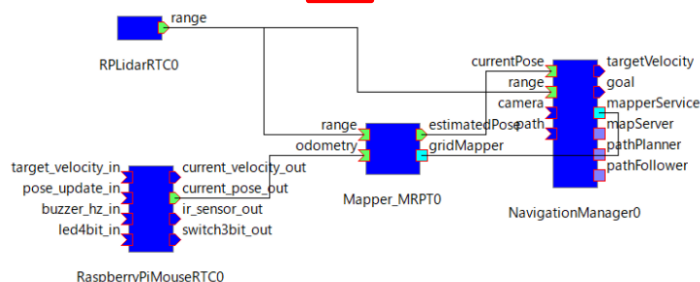 range
RPLidarRTC0
currentPose
range
camera
path
targetVelocity
goal
mapperService
mapServer
pathPlanner
pathFollower
NavigationManager0
range
odometry
estimatedPose
gridMapper
Mapper_MRPT0
target_velocity_in
pose_update_in
buzzer_hz_in
led4bit_in
current_velocity_out
current_pose_out
ir_sensor_out
switch3bit_out
RaspberryPiMouseRTC0